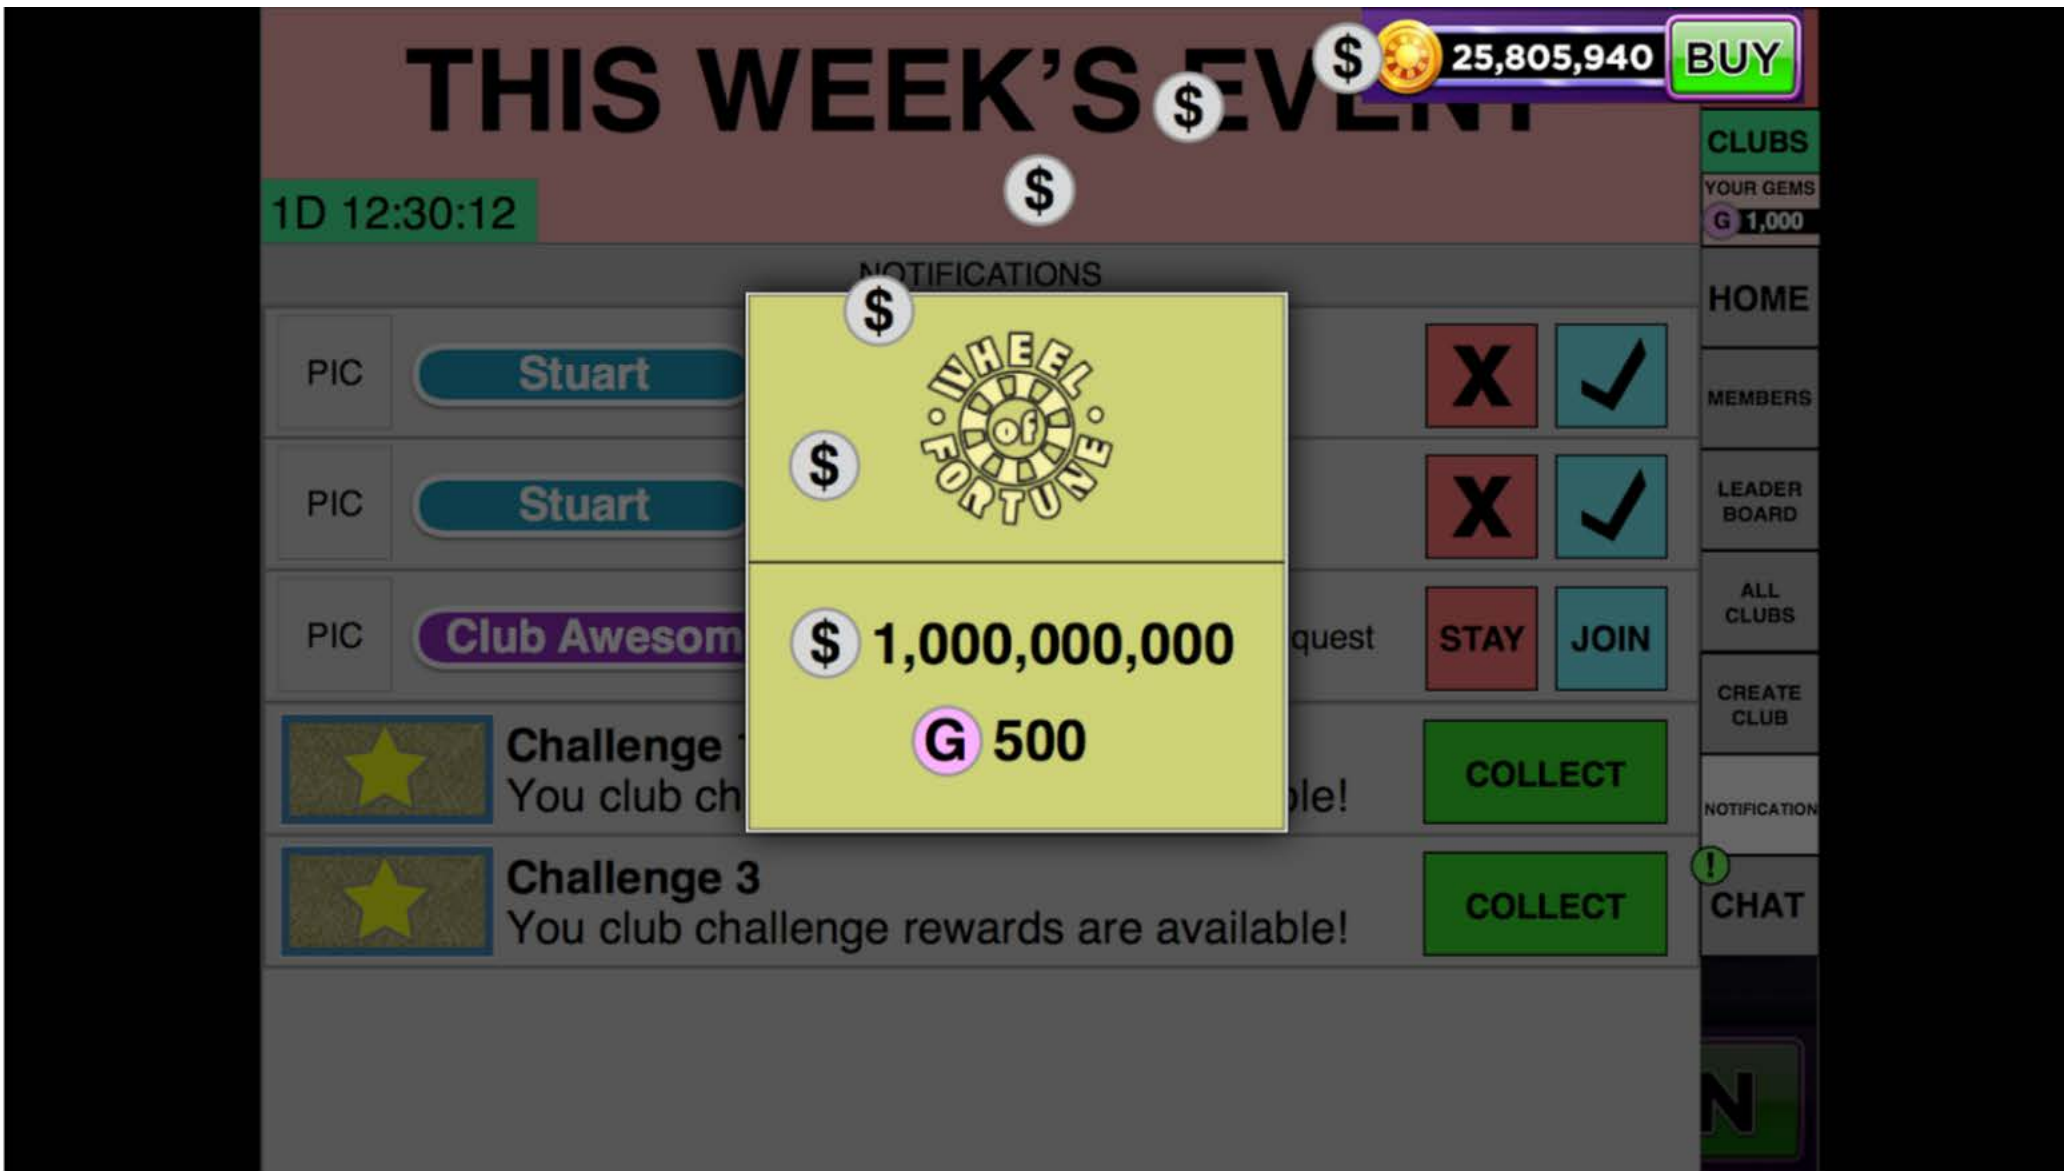 THIS WEEK'S EVENT
$
25,805,940
BUY
$
$
1D 12:30:12
CLUBS
YOUR GEMS
G 1,000
NOTIFICATIONS
HOME
MEMBERS
LEADER
BOARD
ALL
CLUBS
CREATE
CLUB
NOTIFICATION
!
CHAT
N
$
$
WHEEL
of
FORTUNE
$ 1,000,000,000
G 500
PIC Stuart X
PIC Stuart X
PIC Club Awesom quest STAY JOIN
Challenge
You club ch ble!
COLLECT
Challenge 3
You club challenge rewards are available!
COLLECT